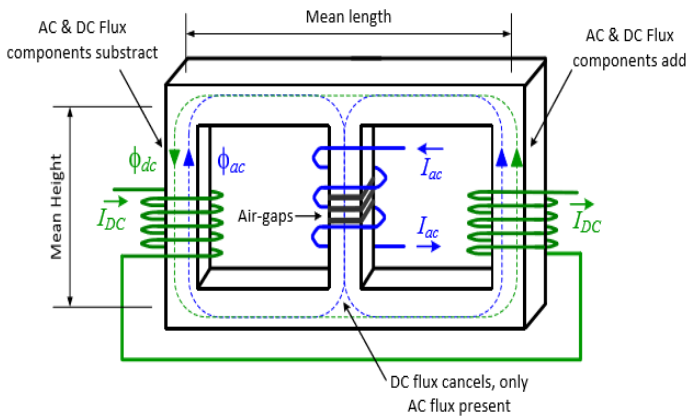 Mean length
AC & DC Flux
components substract
AC & DC Flux
components add
ϕdc
ϕac
Iac
Mean Height
IDC
Air-gaps
Iac
IDC
DC flux cancels, only
AC flux present